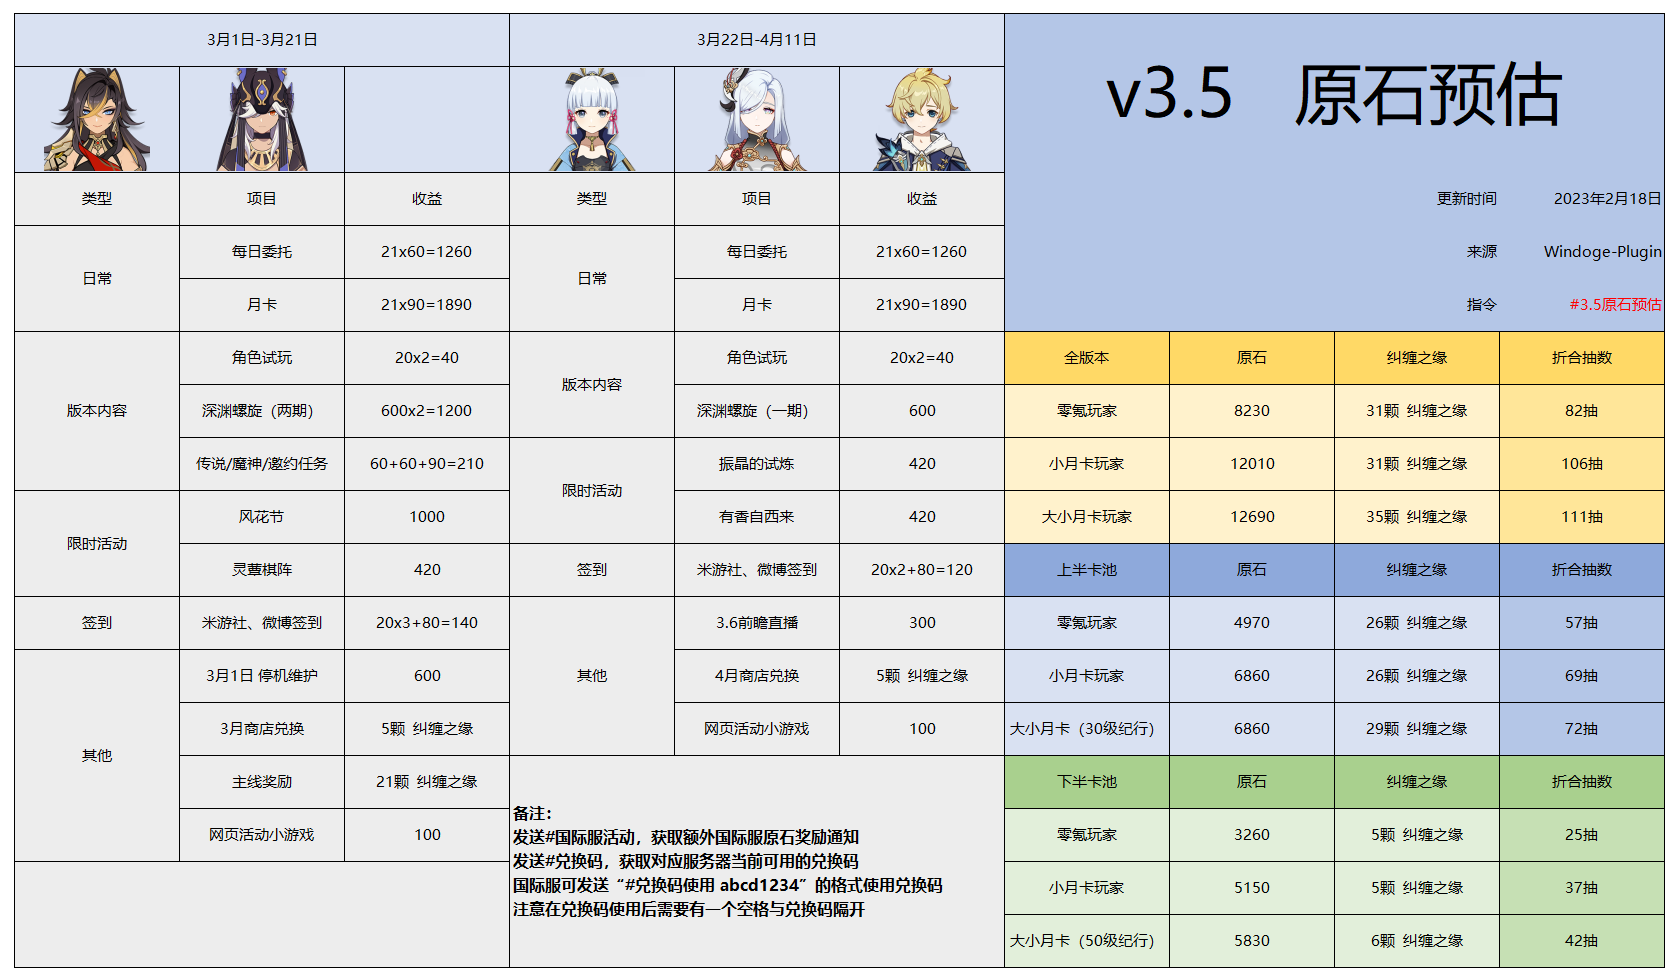 3月1日-3月21日
3月22日-4月11日
v3.5 原石预估
类型 项目 收益
类型 项目 收益
更新时间 2023年2月18日
日常
每日委托 21x60=1260
月卡 21x90=1890
日常
每日委托 21x60=1260
月卡 21x90=1890
来源 Windoge-Plugin
指令 #3.5原石预估
版本内容
角色试玩 20x2=40
深渊螺旋（两期） 600x2=1200
传说/魔神/邀约任务 60+60+90=210
限时活动
风花节 1000
灵蕈棋阵 420
签到 米游社、微博签到 20x3+80=140
其他
3月1日 停机维护 600
3月商店兑换 5颗 纠缠之缘
主线奖励 21颗 纠缠之缘
网页活动小游戏 100
版本内容
角色试玩 20x2=40
深渊螺旋（一期） 600
限时活动
振晶的试炼 420
有香自西来 420
签到 米游社、微博签到 20x2+80=120
其他
3.6前瞻直播 300
4月商店兑换 5颗 纠缠之缘
网页活动小游戏 100
备注：
发送#国际服活动，获取额外国际服原石奖励通知
发送#兑换码，获取对应服务器当前可用的兑换码
国际服可发送“#兑换码使用 abcd1234”的格式使用兑换码
注意在兑换码使用后需要有一个空格与兑换码隔开
全版本 原石 纠缠之缘 折合抽数
零氪玩家 8230 31颗 纠缠之缘 82抽
小月卡玩家 12010 31颗 纠缠之缘 106抽
大小月卡玩家 12690 35颗 纠缠之缘 111抽
上半卡池 原石 纠缠之缘 折合抽数
零氪玩家 4970 26颗 纠缠之缘 57抽
小月卡玩家 6860 26颗 纠缠之缘 69抽
大小月卡（30级纪行） 6860 29颗 纠缠之缘 72抽
下半卡池 原石 纠缠之缘 折合抽数
零氪玩家 3260 5颗 纠缠之缘 25抽
小月卡玩家 5150 5颗 纠缠之缘 37抽
大小月卡（50级纪行） 5830 6颗 纠缠之缘 42抽